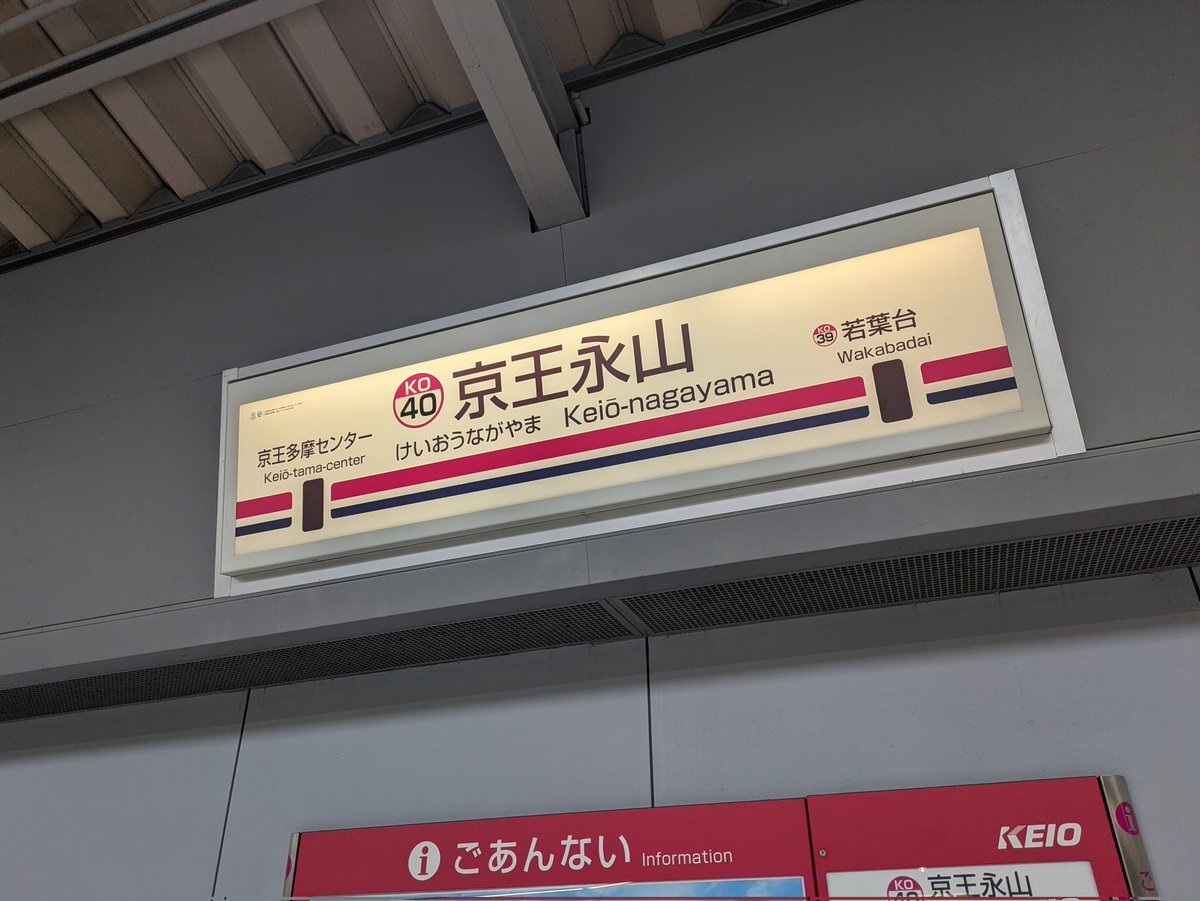 KO
40
京王永山
けいおうながやま Keiō-nagayama
京王多摩センター
Keiō-tama-center
KO
39
若葉台
Wakabadai
i ごあんない Information
KEIO
KO
40
京王永山